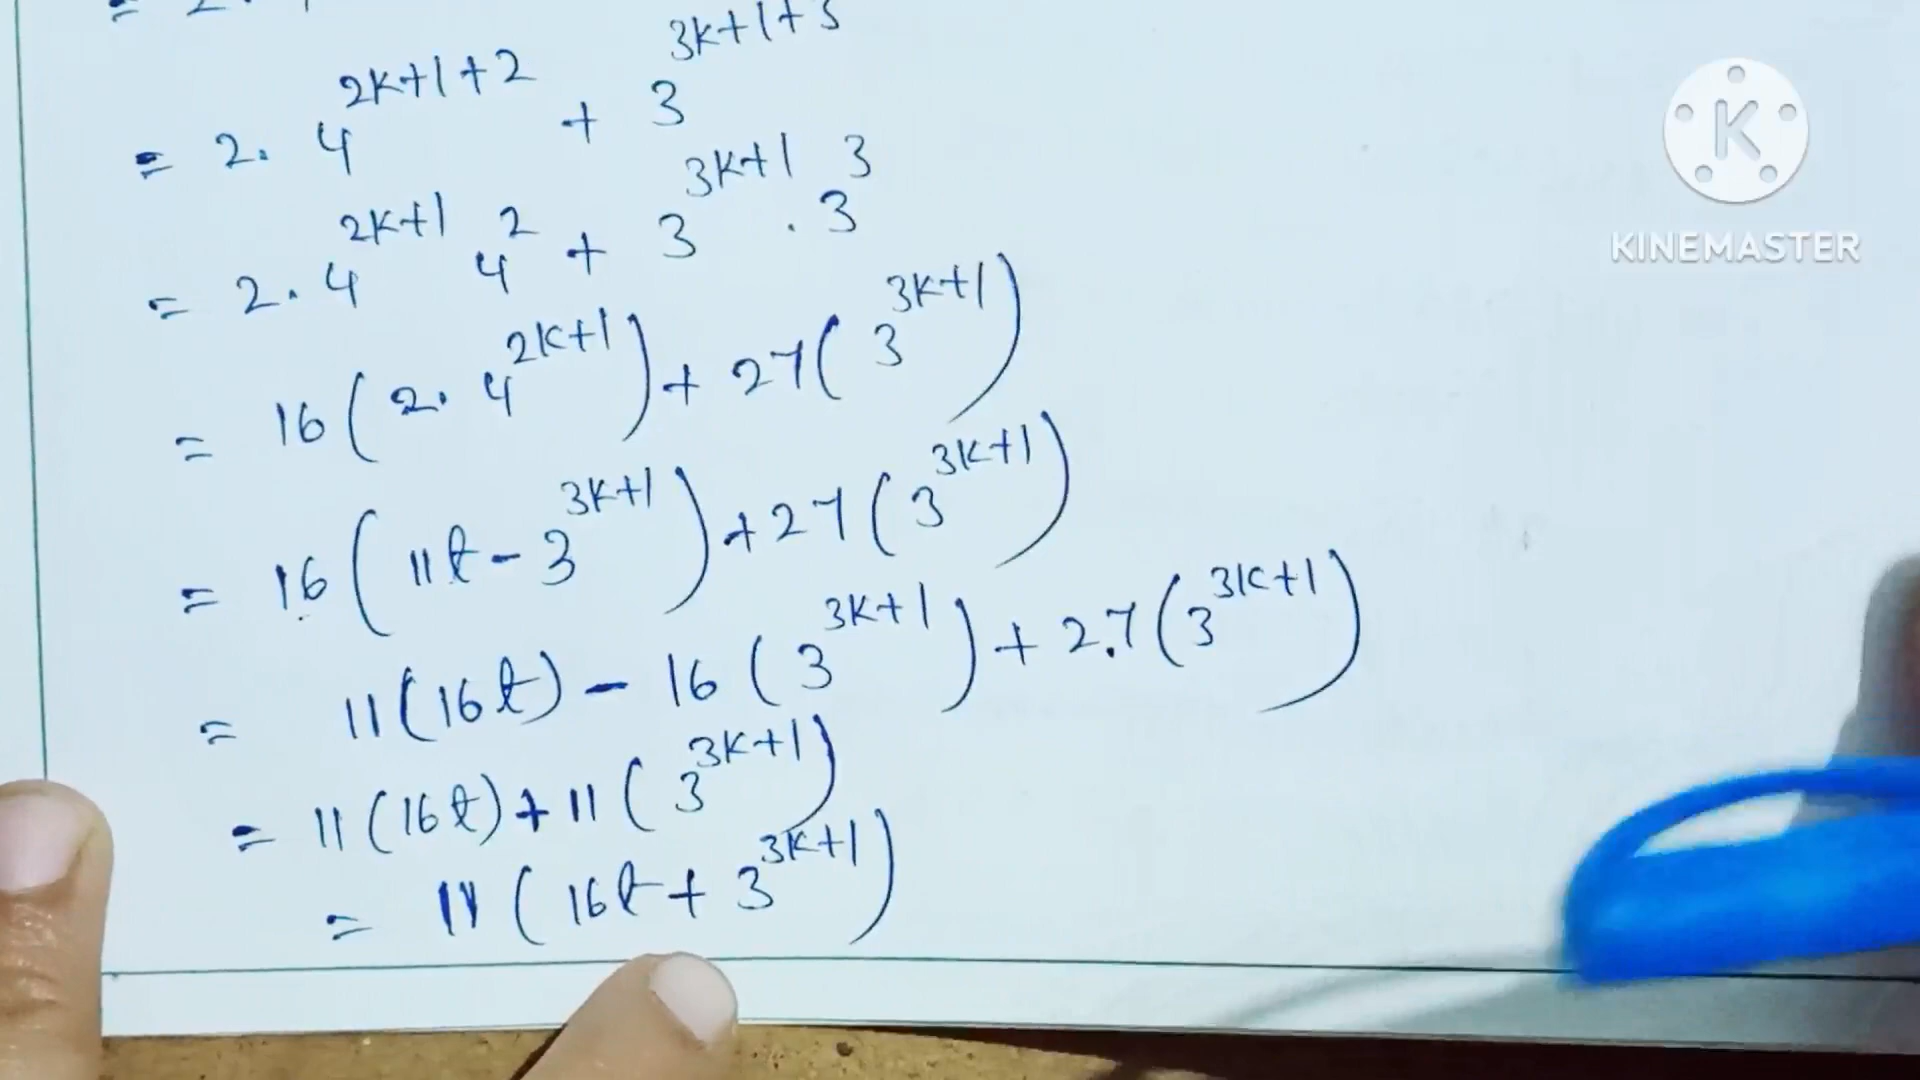 = 2.
= 2. 4^{2k+1+2} + 3^{3k+1+3}
= 2. 4^{2k+1} 4^2 + 3^{3k+1} . 3^3
= 16 ( 2. 4^{2k+1} ) + 27 ( 3^{3k+1} )
= 16 ( 11t - 3^{3k+1} ) + 27 ( 3^{3k+1} )
= 11 (16t) - 16 ( 3^{3k+1} ) + 27 ( 3^{3k+1} )
= 11 (16t) + 11 ( 3^{3k+1} )
= 11 ( 16t + 3^{3k+1} )
K
KINEMASTER